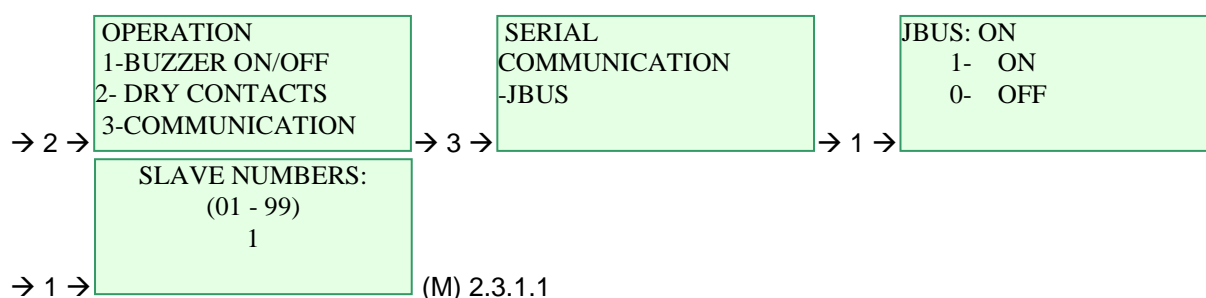 OPERATION
1-BUZZER ON/OFF
2- DRY CONTACTS
3-COMMUNICATION
→ 2 →
SERIAL
COMMUNICATION
-JBUS
→ 3 →
JBUS: ON
1- ON
0- OFF
→ 1 →
SLAVE NUMBERS:
(01 - 99)
1
→ 1 →
(M) 2.3.1.1